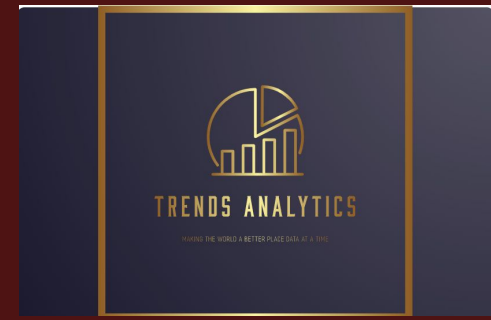 TRENDS ANALYTICS
MAKING THE WORLD A BETTER PLACE DATA AT A TIME